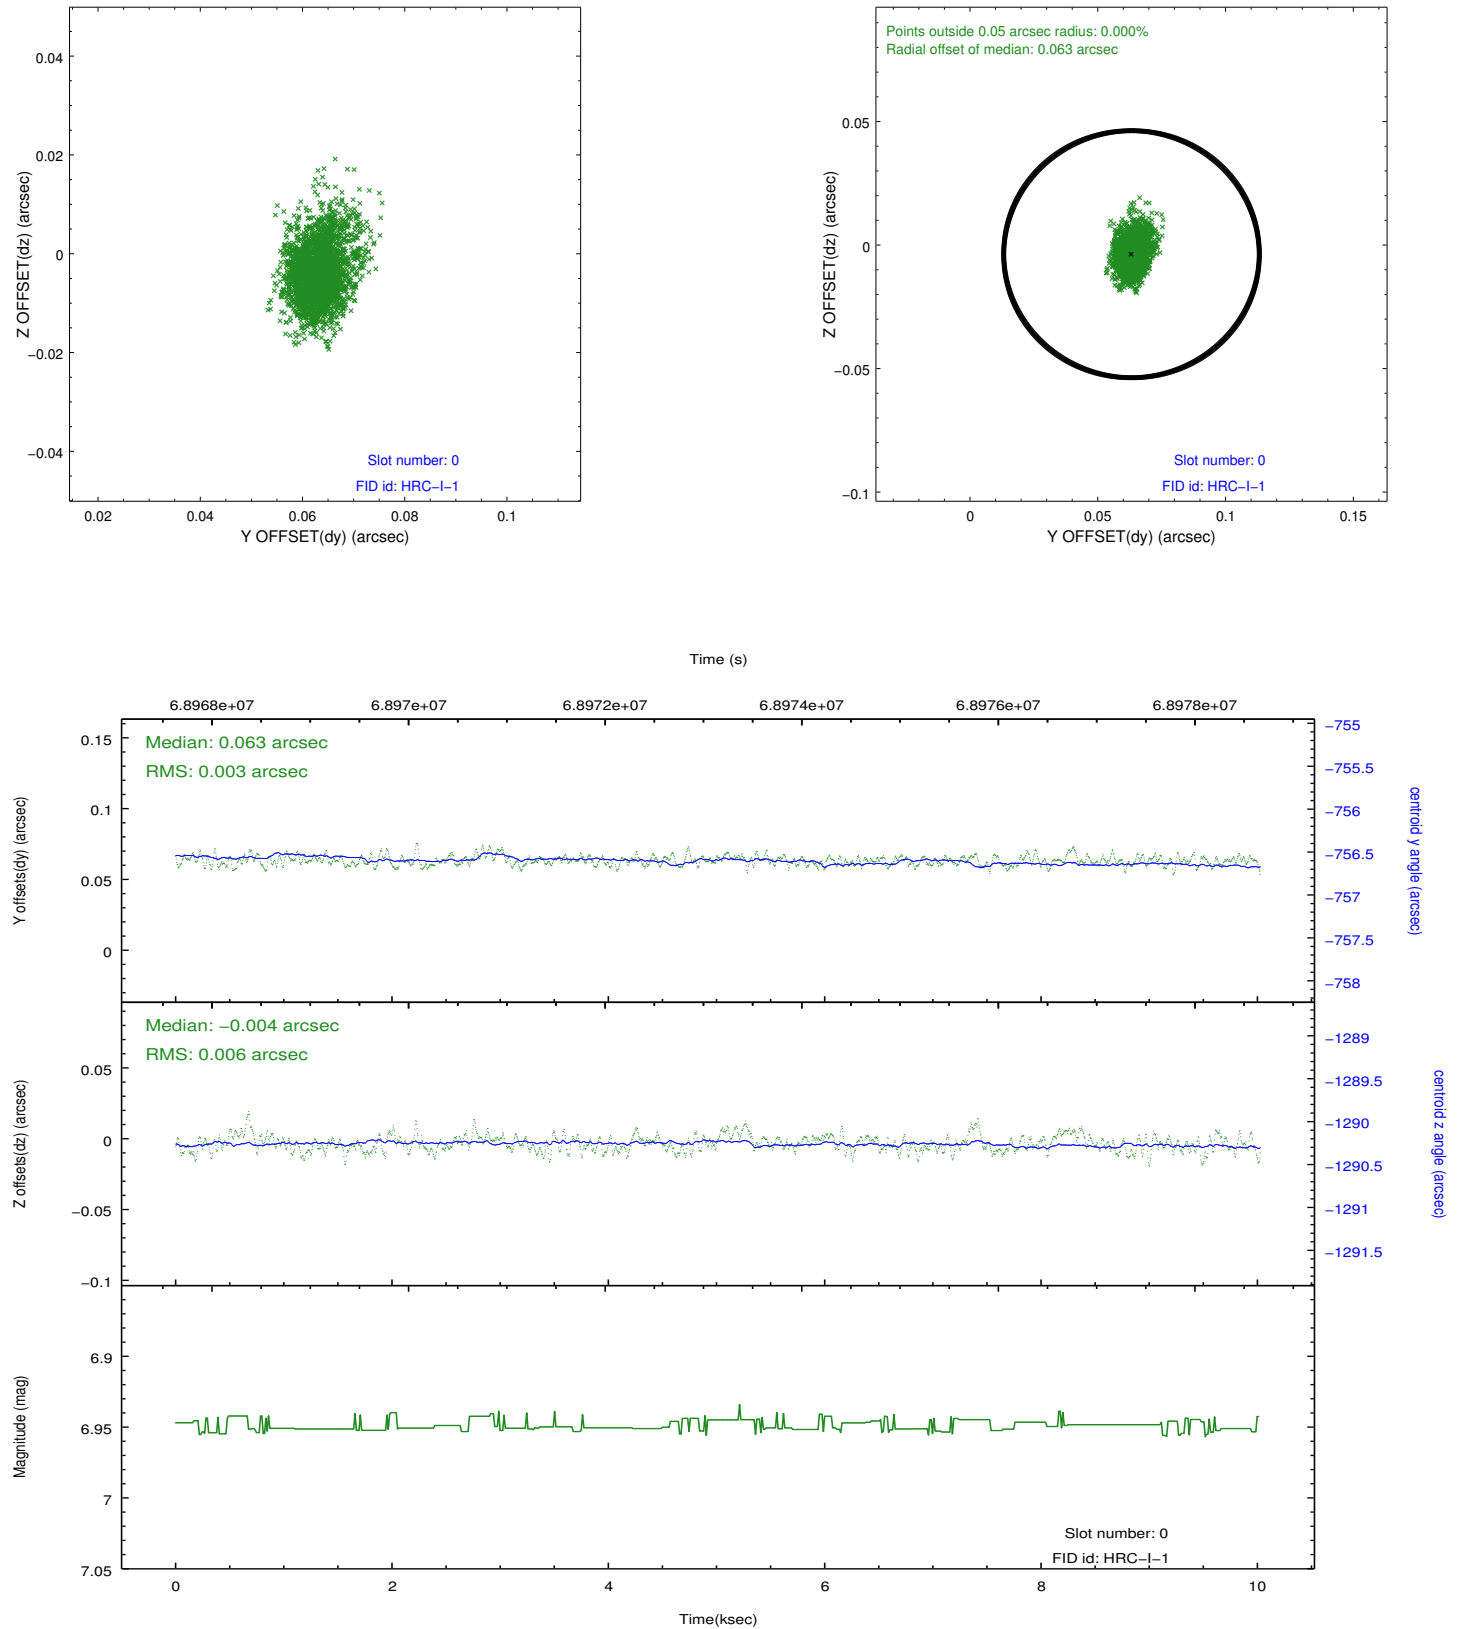 0.04
0.02
0
−0.02
−0.04
Z OFFSET(dz) (arcsec)
Slot number: 0
FID id: HRC−I−1
0.02 0.04 0.06 0.08 0.1
Y OFFSET(dy) (arcsec)
Points outside 0.05 arcsec radius: 0.000%
Radial offset of median: 0.063 arcsec
0.05
0
−0.05
−0.1
Z OFFSET(dz) (arcsec)
Slot number: 0
FID id: HRC−I−1
0 0.05 0.1 0.15
Y OFFSET(dy) (arcsec)
Time (s)
6.8968e+07 6.897e+07 6.8972e+07 6.8974e+07 6.8976e+07 6.8978e+07
Median: 0.063 arcsec
RMS: 0.003 arcsec
0.15
0.1
0.05
0
Y offsets(dy) (arcsec)
−755
−755.5
−756
−756.5
−757
−757.5
−758
centroid y angle (arcsec)
Median: −0.004 arcsec
RMS: 0.006 arcsec
0.05
0
−0.05
−0.1
Z offsets(dz) (arcsec)
−1289
−1289.5
−1290
−1290.5
−1291
−1291.5
centroid z angle (arcsec)
6.9
6.95
7
7.05
Magnitude (mag)
Slot number: 0
FID id: HRC−I−1
0 2 4 6 8 10
Time(ksec)